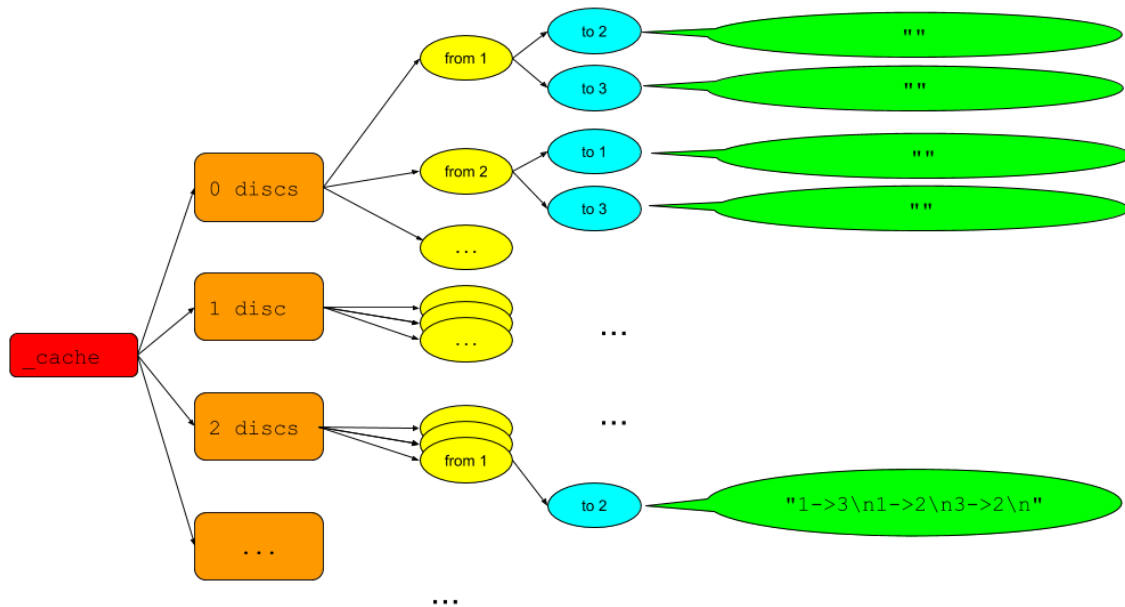 to 2
""
from 1
to 3
""
to 1
""
0 discs
from 2
to 3
""
...
1 disc
...
...
_cache
2 discs
...
from 1
to 2
"1->3\n1->2\n3->2\n"
...
...